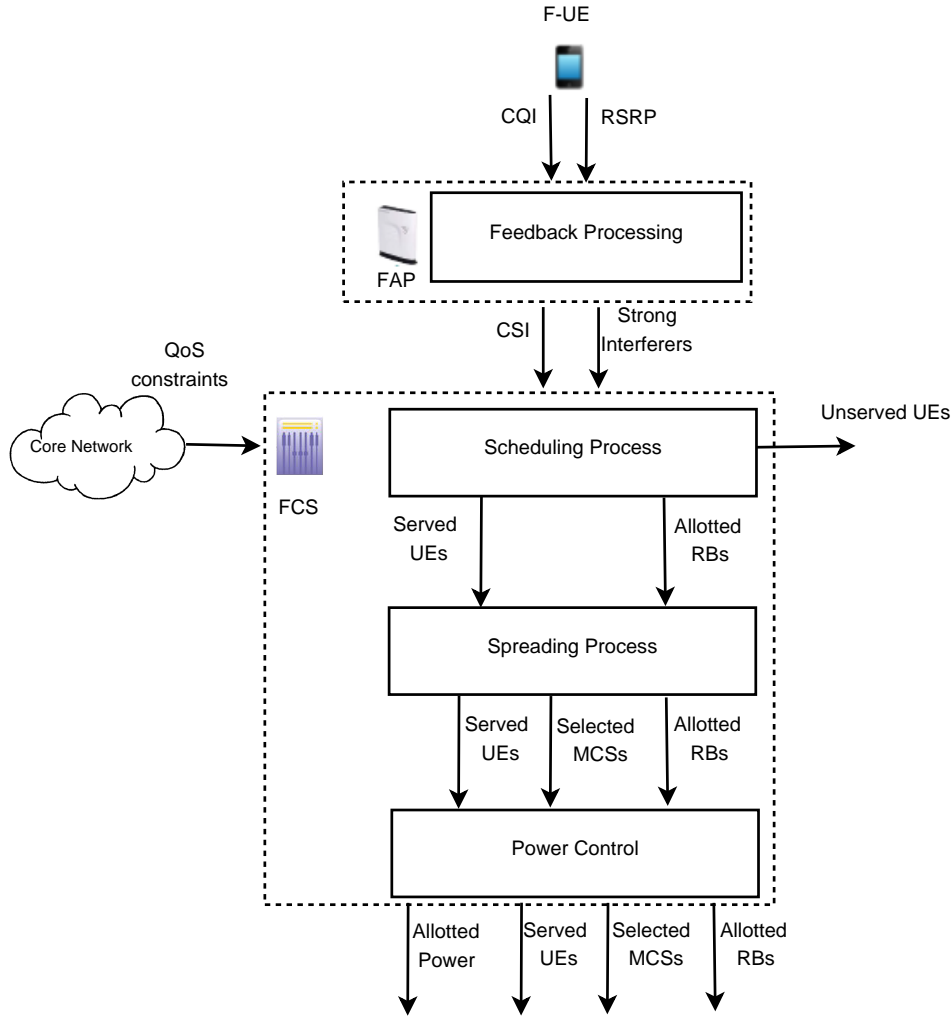 F-UE
CQI
RSRP
Feedback Processing
FAP
CSI
Strong
Interferers
QoS
constraints
Core Network
FCS
Scheduling Process
Unserved UEs
Served
UEs
Allotted
RBs
Spreading Process
Served
UEs
Selected
MCSs
Allotted
RBs
Power Control
Allotted
Power
Served
UEs
Selected
MCSs
Allotted
RBs